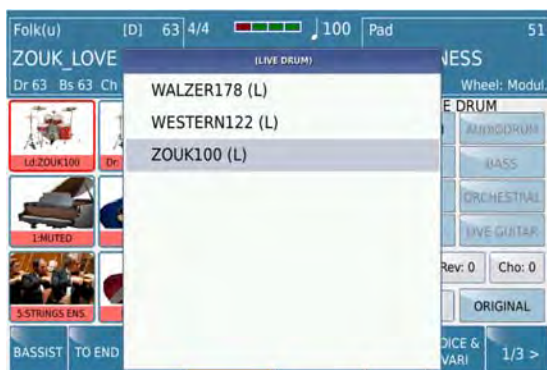 Folk(u) [D] 63 4/4 100 Pad 51
ZOUK_LOVE NESS
(LIVE DRUM)
Dr 63 Bs 63 Ch Wheel: Modul.
WALZER178 (L)
WESTERN122 (L)
ZOUK100 (L)
E DRUM
AUDIODRUM
Ld:ZOUK100 Dr: BASS
ORCHESTRAL
1:MUTED LIVE GUITAR
Rev: 0 Cho: 0
5:STRINGS ENS. ORIGINAL
BASSIST TO END OICE & VARI 1/3 >